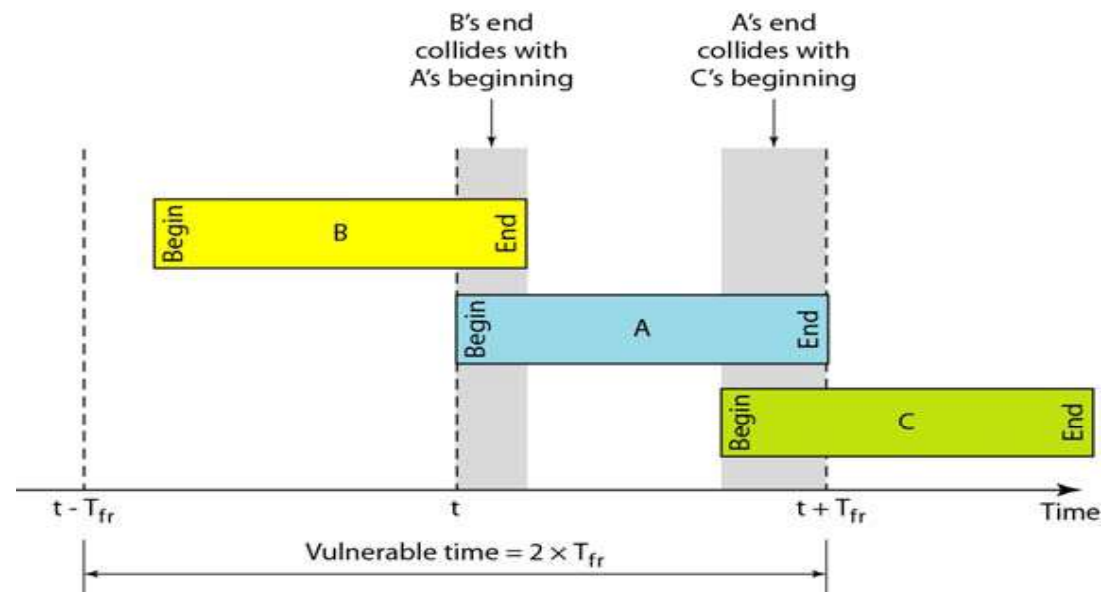 B's end
collides with
A's beginning
A's end
collides with
C's beginning
Begin B End
Begin A End
Begin C End
t - Tfr t t + Tfr Time
Vulnerable time = 2 × Tfr